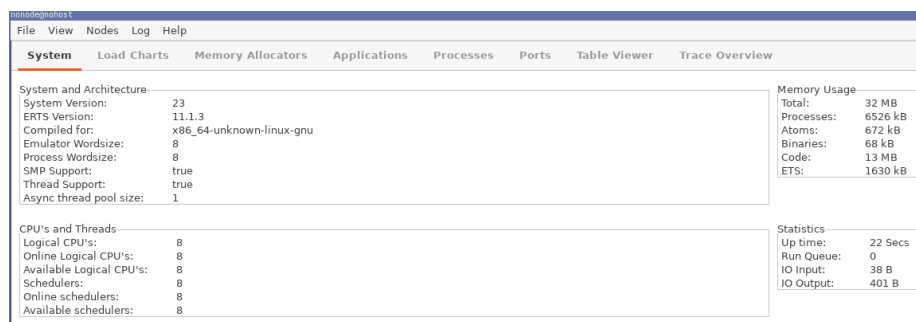 nonode@nohost
File View Nodes Log Help
System Load Charts Memory Allocators Applications Processes Ports Table Viewer Trace Overview
System and Architecture
System Version: 23
ERTS Version: 11.1.3
Compiled for: x86_64-unknown-linux-gnu
Emulator Wordsize: 8
Process Wordsize: 8
SMP Support: true
Thread Support: true
Async thread pool size: 1
Memory Usage
Total: 32 MB
Processes: 6526 kB
Atoms: 672 kB
Binaries: 68 kB
Code: 13 MB
ETS: 1630 kB
CPU's and Threads
Logical CPU's: 8
Online Logical CPU's: 8
Available Logical CPU's: 8
Schedulers: 8
Online schedulers: 8
Available schedulers: 8
Statistics
Up time: 22 Secs
Run Queue: 0
IO Input: 38 B
IO Output: 401 B